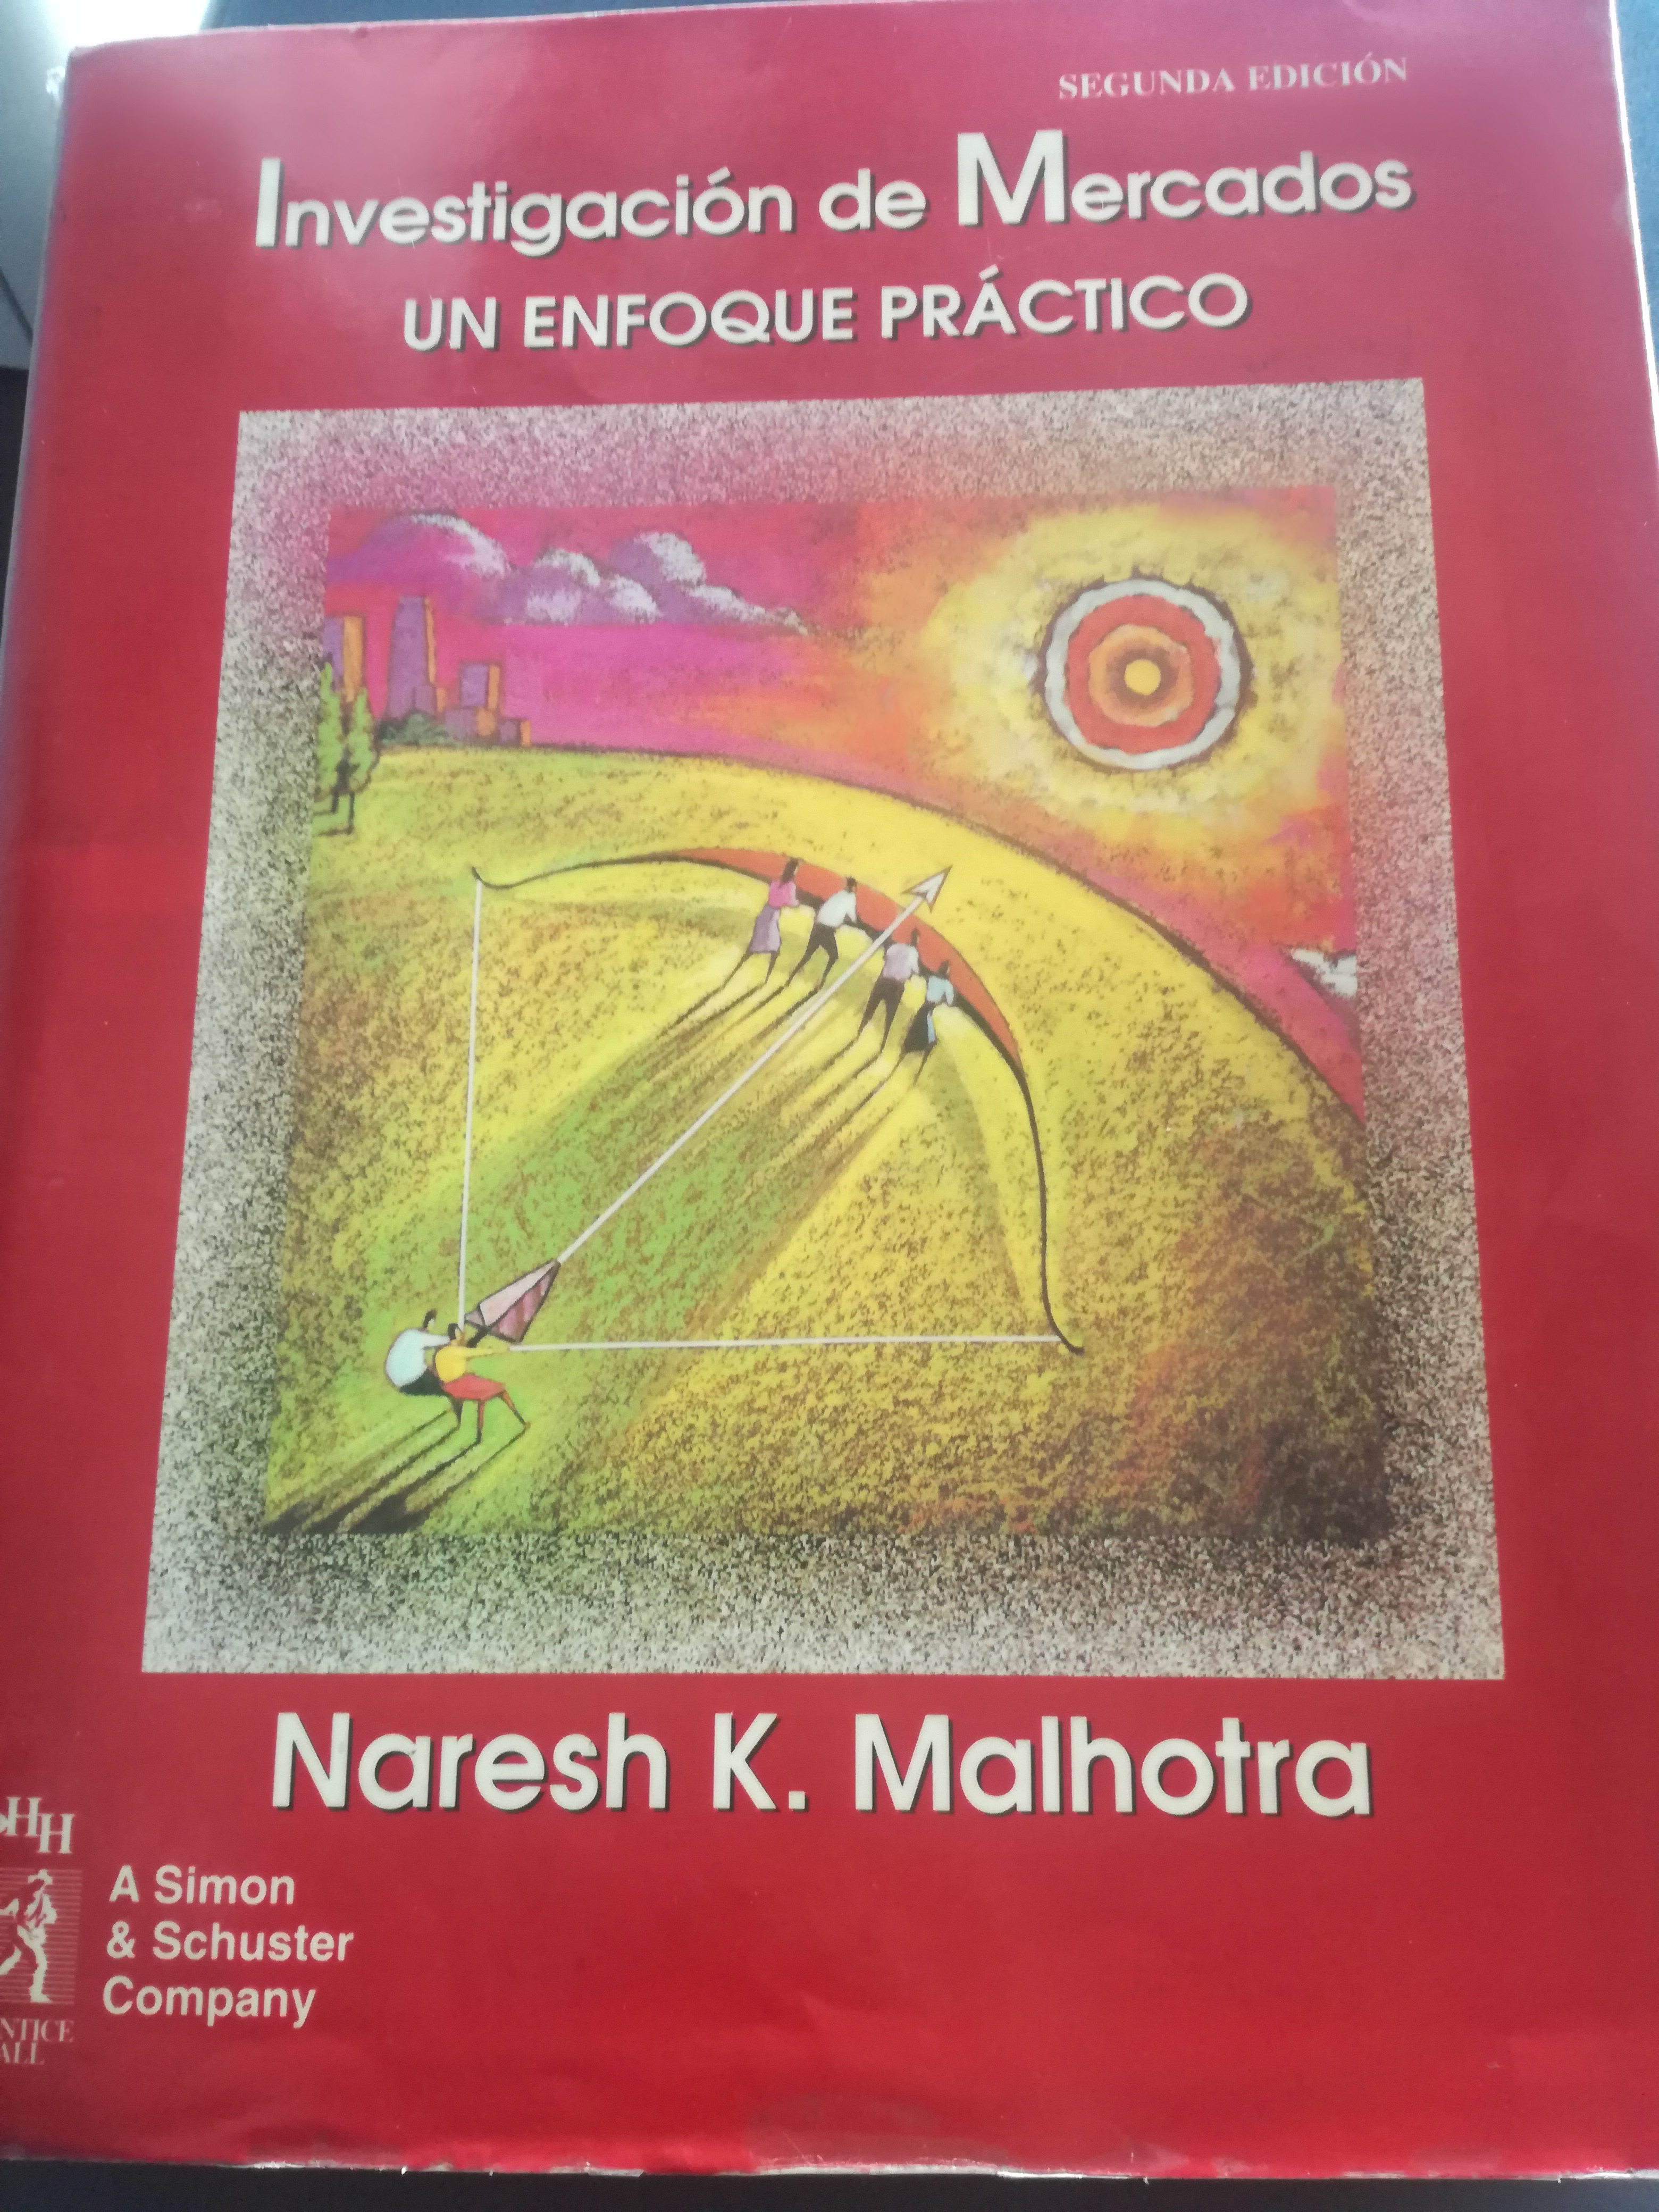 SEGUNDA EDICIÓN
Investigación de Mercados
UN ENFOQUE PRÁCTICO
Naresh K. Malhotra
A Simon
& Schuster
Company